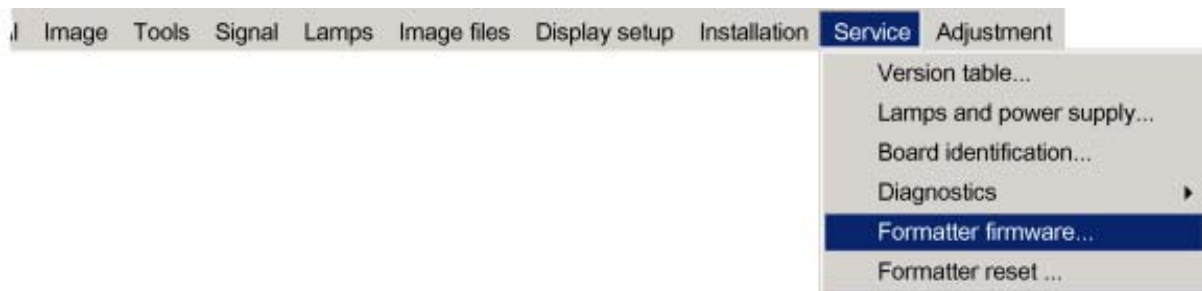 Image Tools Signal Lamps Image files Display setup Installation Service Adjustment
Version table...
Lamps and power supply...
Board identification...
Diagnostics
Formatter firmware...
Formatter reset ...